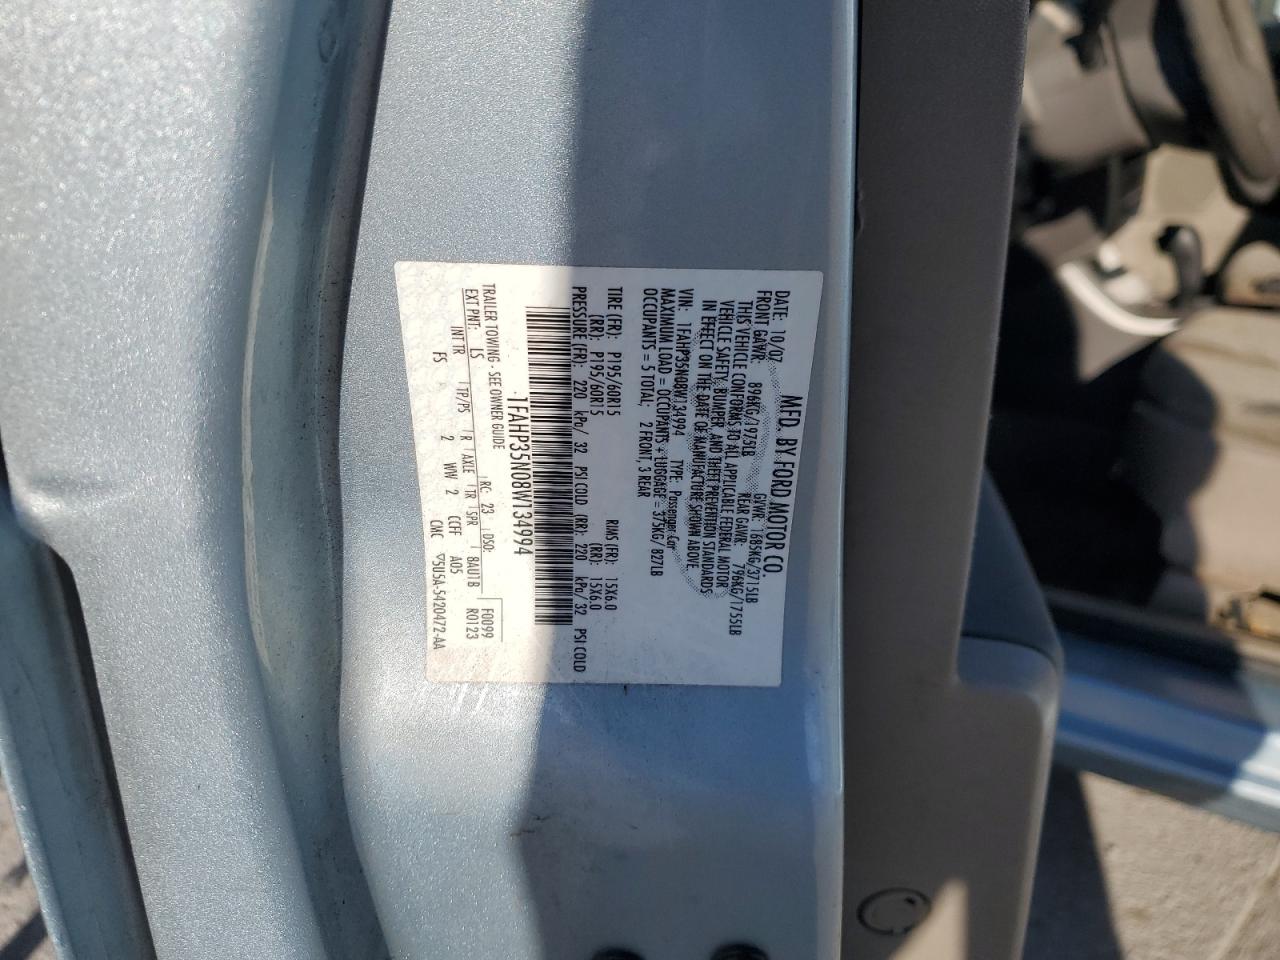 MFD. BY FORD MOTOR CO.
DATE: 10/07 GVWR: 1685KG/3715LB
FRONT GAWR: 896KG/1975LB REAR GAWR: 796KG/1755LB
THIS VEHICLE CONFORMS TO ALL APPLICABLE FEDERAL MOTOR
VEHICLE SAFETY, BUMPER, AND THEFT PREVENTION STANDARDS
IN EFFECT ON THE DATE OF MANUFACTURE SHOWN ABOVE.
VIN: 1FAHP35N08W134994 TYPE: Passenger Car
MAXIMUM LOAD = OCCUPANTS + LUGGAGE = 375KG/ 827LB
OCCUPANTS = 5 TOTAL; 2 FRONT, 3 REAR
TIRE (FR): P195/60R15 RIMS (FR): 15X6.0
(RR): P195/60R15 (RR): 15X6.0
PRESSURE (FR): 220 kPa/ 32 PSI COLD (RR): 220 kPa/ 32 PSI COLD
1FAHP35N08W134994
TRAILER TOWING - SEE OWNER GUIDE
EXT PNT: LS RC: 23 DSO: F0099
R0123
INT TR TP/PS R AXLE TR SPR 8AU1B
FS 2 WW 2 CCFF A05
CMC ▽5U5A-5420472-AA